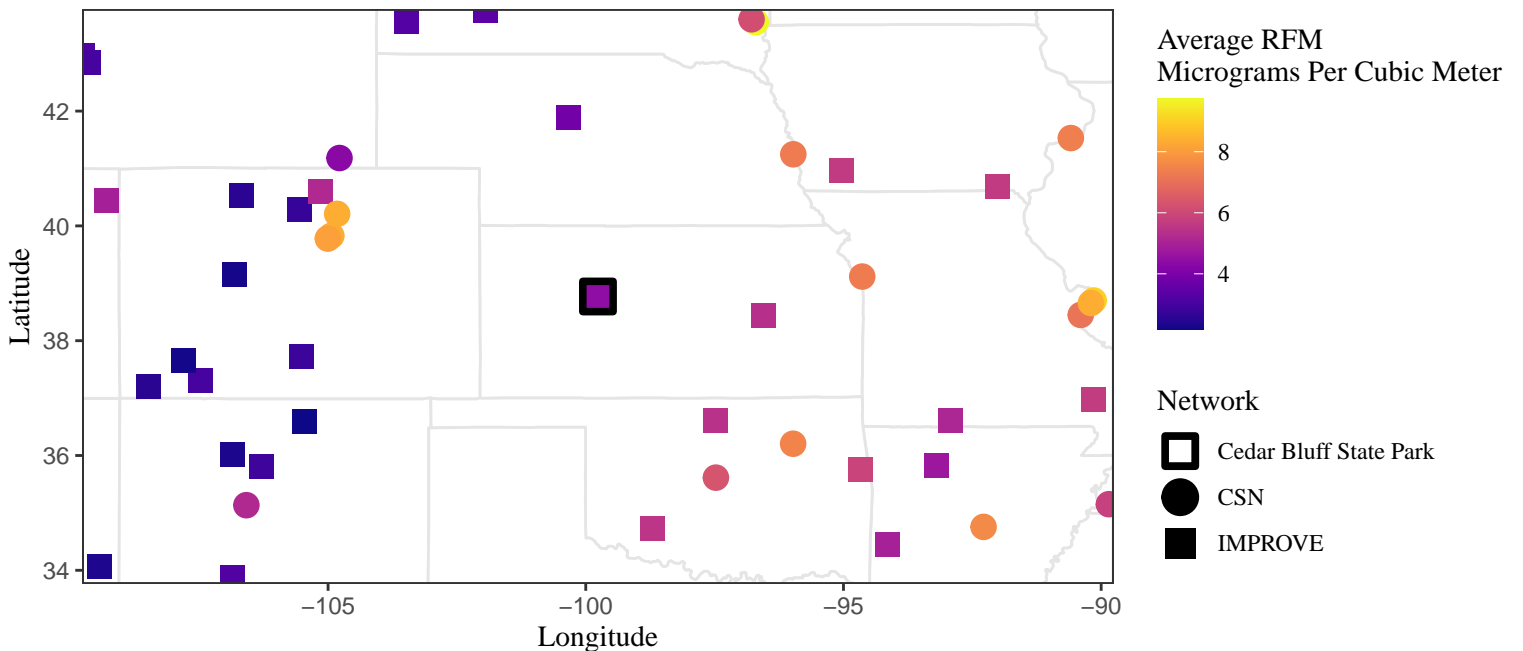 Average RFM
Micrograms Per Cubic Meter
8
6
4
Network
Cedar Bluff State Park
CSN
IMPROVE
Latitude
42
40
38
36
34
−105
−100
−95
−90
Longitude